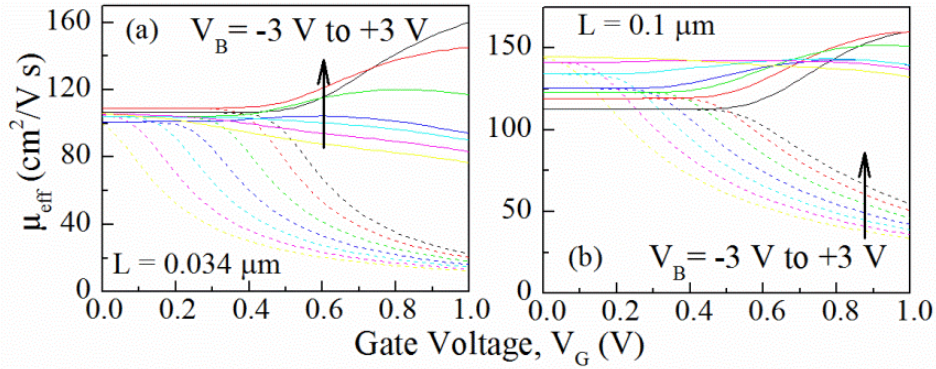 (a) V_B = -3 V to +3 V
L = 0.034 μm
160
120
80
40
0
0.0 0.2 0.4 0.6 0.8 1.0
μ_eff (cm²/V s)
L = 0.1 μm
(b) V_B= -3 V to +3 V
150
100
50
0
0.0 0.2 0.4 0.6 0.8 1.0
Gate Voltage, V_G (V)